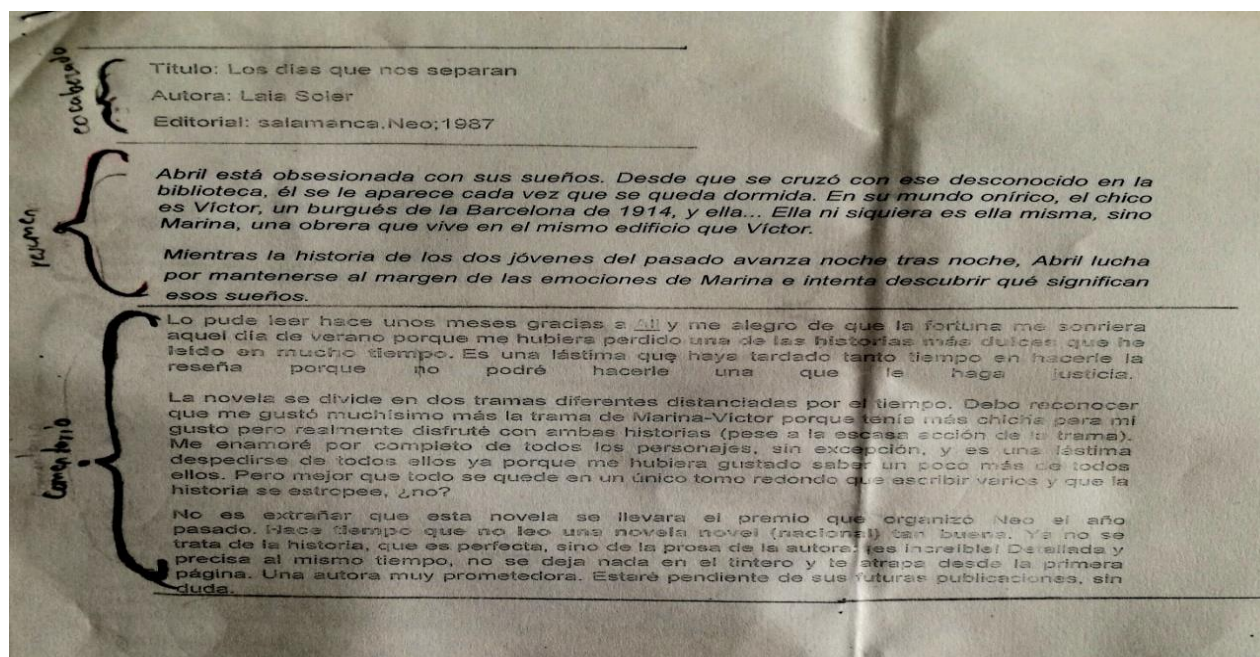 encabezado
Título: Los días que nos separan
Autora: Laia Soler
Editorial: salamanca.Neo;1987
resumen
Abril está obsesionada con sus sueños. Desde que se cruzó con ese desconocido en la
biblioteca, él se le aparece cada vez que se queda dormida. En su mundo onírico, el chico
es Víctor, un burgués de la Barcelona de 1914, y ella... Ella ni siquiera es ella misma, sino
Marina, una obrera que vive en el mismo edificio que Víctor.
Mientras la historia de los dos jóvenes del pasado avanza noche tras noche, Abril lucha
por mantenerse al margen de las emociones de Marina e intenta descubrir qué significan
esos sueños.
Comentario
Lo pude leer hace unos meses gracias a Ali y me alegro de que la fortuna me sonriera
aquel día de verano porque me hubiera perdido una de las historias más dulces que he
leído en mucho tiempo. Es una lástima que haya tardado tanto tiempo en hacerle la
reseña porque no podré hacerle una que le haga justicia.
La novela se divide en dos tramas diferentes distanciadas por el tiempo. Debo reconocer
que me gustó muchísimo más la trama de Marina-Víctor porque tenía más chicha para mi
gusto pero realmente disfruté con ambas historias (pese a la escasa acción de la trama).
Me enamoré por completo de todos los personajes, sin excepción, y es una lástima
despedirse de todos ellos ya porque me hubiera gustado saber un poco más de todos
ellos. Pero mejor que todo se quede en un único tomo redondo que escribir varios y que la
historia se estropee, ¿no?
No es extrañar que esta novela se llevara el premio que organizó Neo el año
pasado. Hace tiempo que no leo una novela novel (nacional) tan buena. Ya no se
trata de la historia, que es perfecta, sino de la prosa de la autora: ¡es increíble! Detallada y
precisa al mismo tiempo, no se deja nada en el tintero y te atrapa desde la primera
página. Una autora muy prometedora. Estaré pendiente de sus futuras publicaciones, sin
duda.